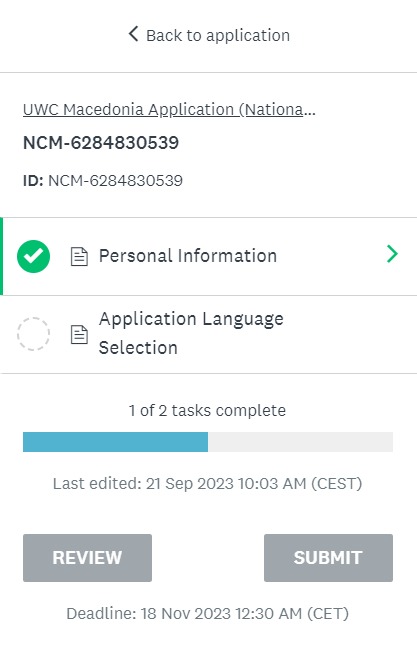 Back to application
UWC Macedonia Application (Nationa...
NCM-6284830539
ID: NCM-6284830539
Personal Information
Application Language
Selection
1 of 2 tasks complete
Last edited: 21 Sep 2023 10:03 AM (CEST)
REVIEW SUBMIT
Deadline: 18 Nov 2023 12:30 AM (CET)